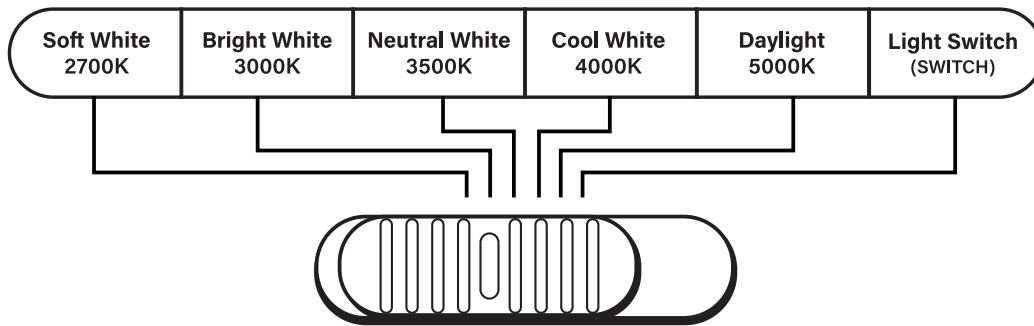 Soft White
2700K
Bright White
3000K
Neutral White
3500K
Cool White
4000K
Daylight
5000K
Light Switch
(SWITCH)